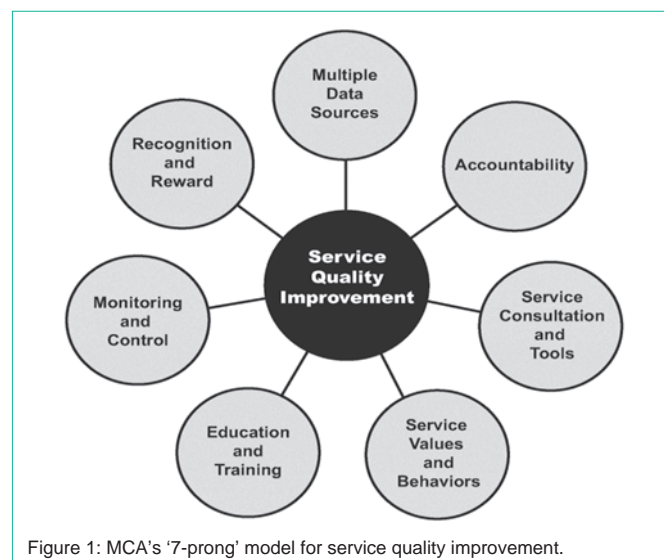 Multiple
Data
Sources
Recognition
and
Reward
Accountability
Service
Quality
Improvement
Monitoring
and
Control
Service
Consultation
and
Tools
Education
and
Training
Service
Values
and
Behaviors
Figure 1: MCA's ‘7-prong’ model for service quality improvement.